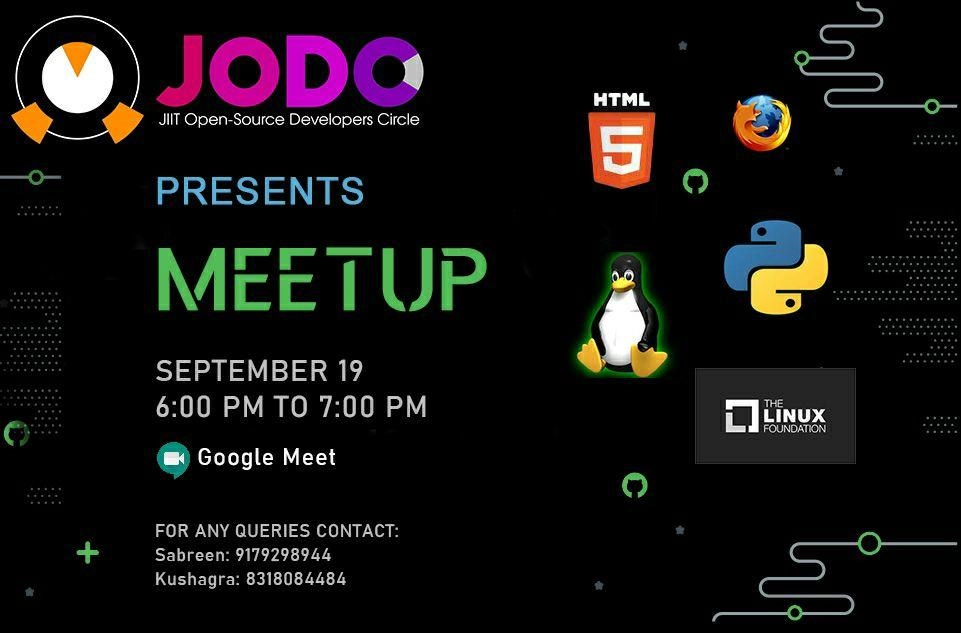 JODC
JIIT Open-Source Developers Circle
PRESENTS
MEETUP
SEPTEMBER 19
6:00 PM TO 7:00 PM
Google Meet
FOR ANY QUERIES CONTACT:
Sabreen: 9179298944
Kushagra: 8318084484
HTML
5
THE
LINUX
FOUNDATION